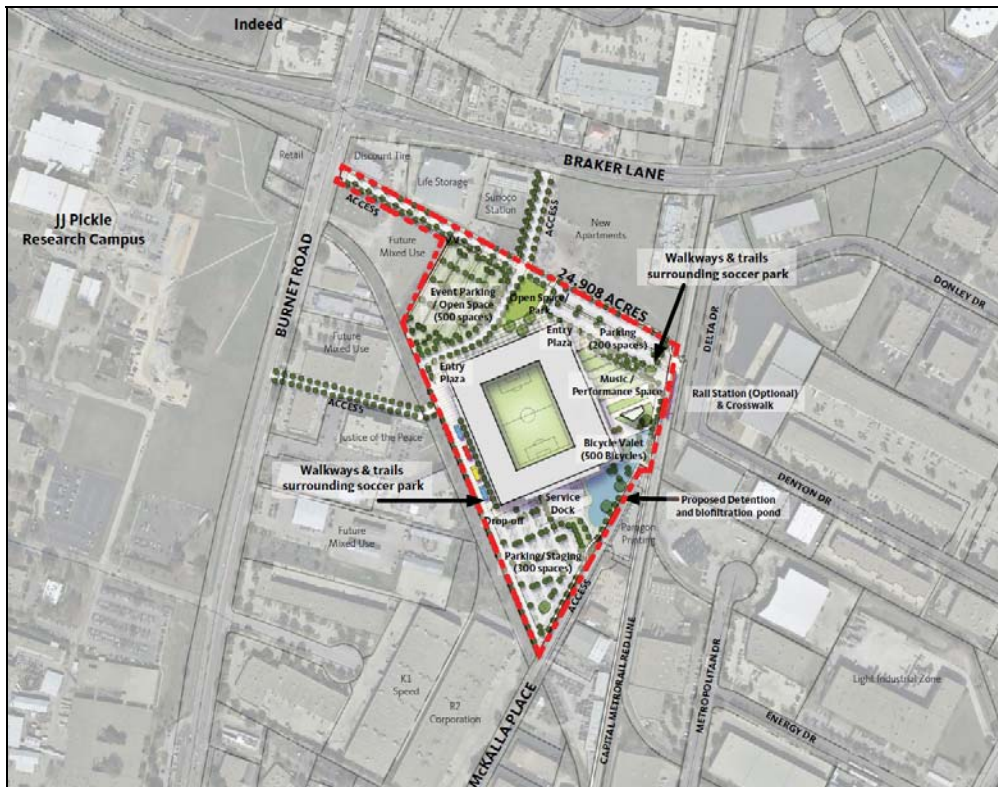 Indeed
Retail
Discount Tire
Life Storage
Sunoco
Station
BRAKER LANE
ACCESS
ACCESS
New
Apartments
JJ Pickle
Research Campus
BURNET ROAD
Future
Mixed Use
Walkways & trails
surrounding soccer park
24.908 ACRES
DONLEY DR
DELTA DR
Event Parking
/ Open Space
(500 spaces)
Open Space/
Park
Entry
Plaza
Parking
(200 spaces)
Future
Mixed Use
Entry
Plaza
Music/
Performance Space
Rail Station (Optional)
& Crosswalk
ACCESS
Justice of the Peace
Bicycle Valet
(500 Bicycles)
DENTON DR
Walkways & trails
surrounding soccer park
Service
Dock
Proposed Detention
and biofiltration pond
Drop-off
Future
Mixed Use
Paragon
Printing
Parking/Staging
(300 spaces)
ACCESS
K1
Speed
R2
Corporation
McKALLA PLACE
CAPITAL METRORAIL RED LINE
METROPOLITAN DR
Light Industrial Zone
ENERGY DR